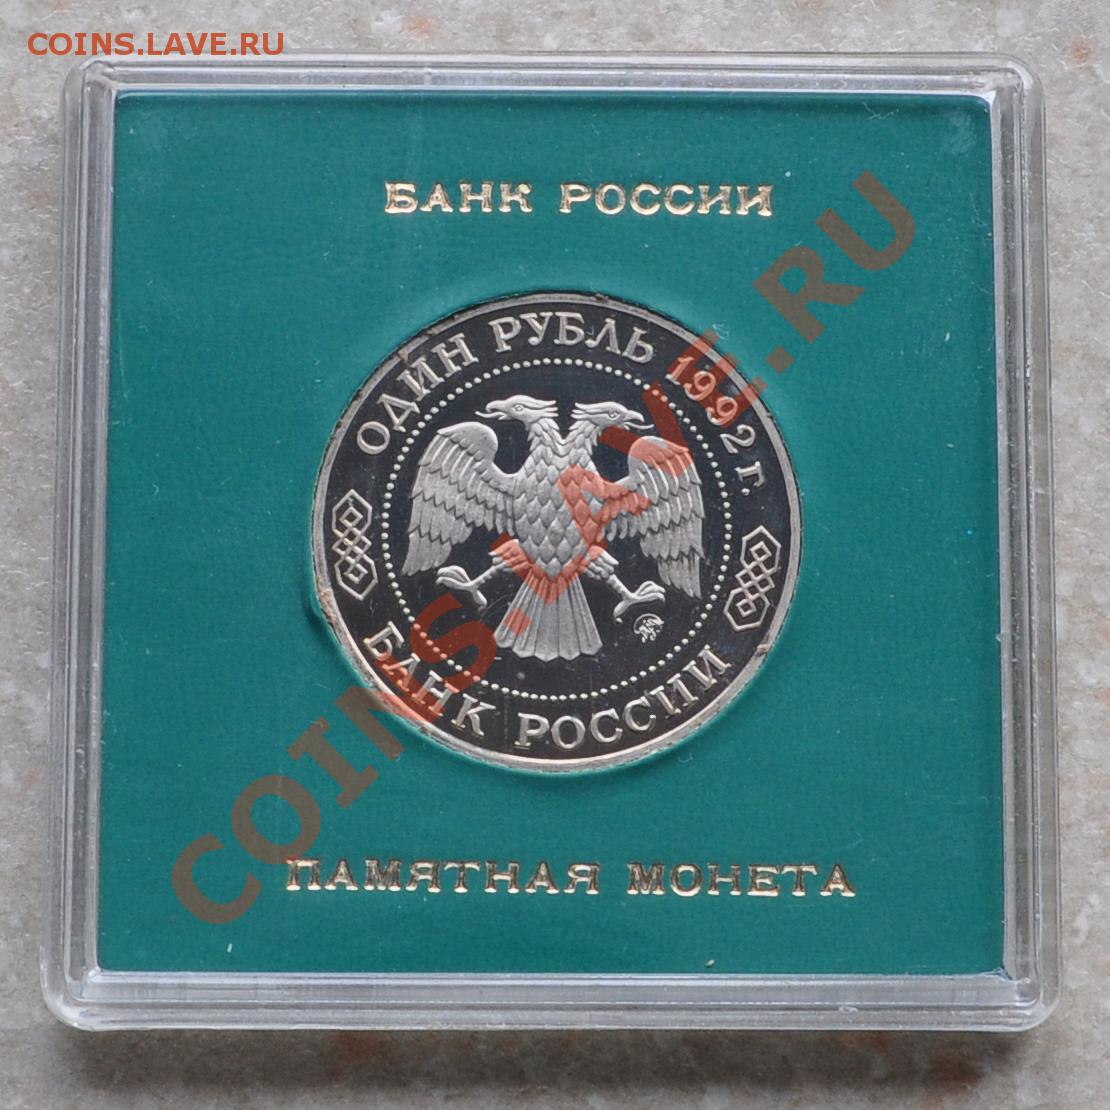 COINS.LAVE.RU
БАНК РОССИИ
ОДИН РУБЛЬ 1992 г.
БАНК РОССИИ
ПАМЯТНАЯ МОНЕТА
COINS.LAVE.RU